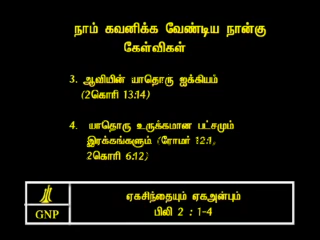 நாம் கவனிக்க வேண்டிய நான்கு
கேள்விகள்
3. ஆவியின் யாதொரு ஐக்கியம்
(2கொரி 13:14)
4. யாதொரு உருக்கமான பட்சமும்
இரக்கங்களும் (ரோமர் 12:1,
2கொரி 6:12)
ஏகசிந்தையும் ஏகஅன்பும்
பிலி 2 : 1-4
GNP